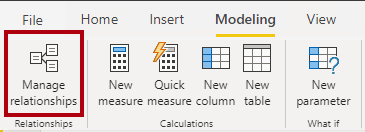 File Home Insert Modeling View
Manage relationships
New measure
Quick measure
New column
New table
New parameter
Relationships Calculations What if